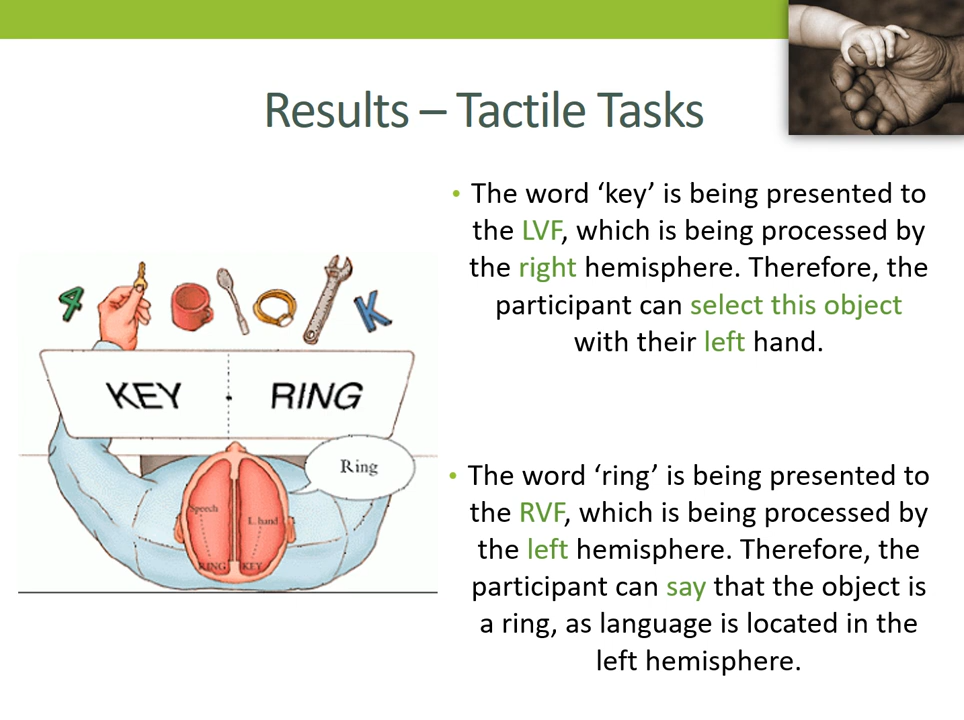 Results – Tactile Tasks
• The word ‘key’ is being presented to
the LVF, which is being processed by
the right hemisphere. Therefore, the
participant can select this object
with their left hand.
4
K
KEY · RING
Ring
Speech
L. hand
RING KEY
• The word ‘ring’ is being presented to
the RVF, which is being processed by
the left hemisphere. Therefore, the
participant can say that the object is
a ring, as language is located in the
left hemisphere.